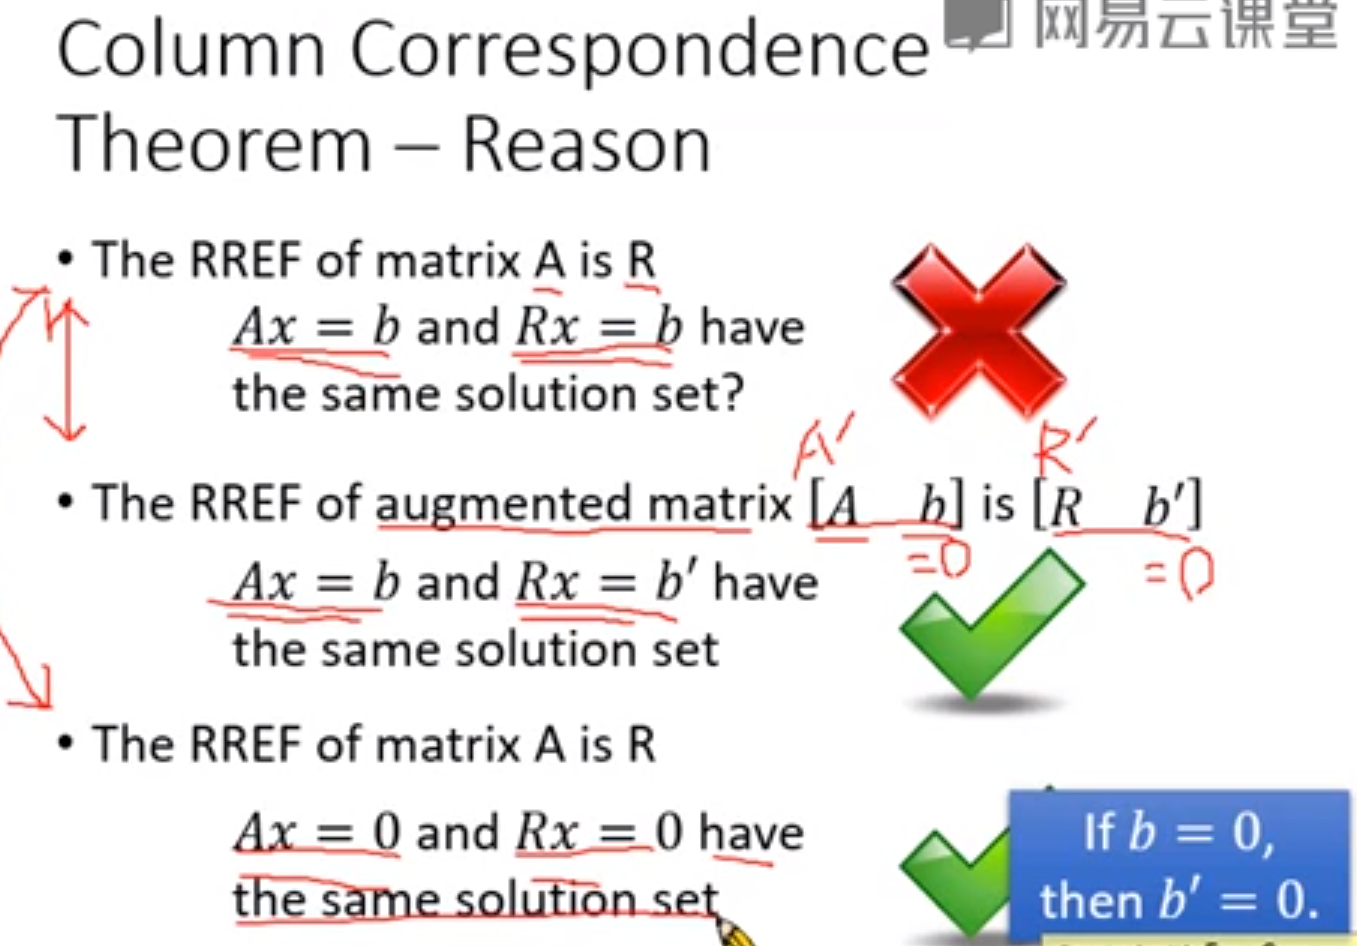 网易云课堂
Column Correspondence
Theorem – Reason
• The RREF of matrix A is R
Ax = b and Rx = b have
the same solution set?
A′ R′
• The RREF of augmented matrix [A b] is [R b′]
=0 =0
Ax = b and Rx = b′ have
the same solution set
• The RREF of matrix A is R
Ax = 0 and Rx = 0 have
the same solution set
If b = 0,
then b′ = 0.